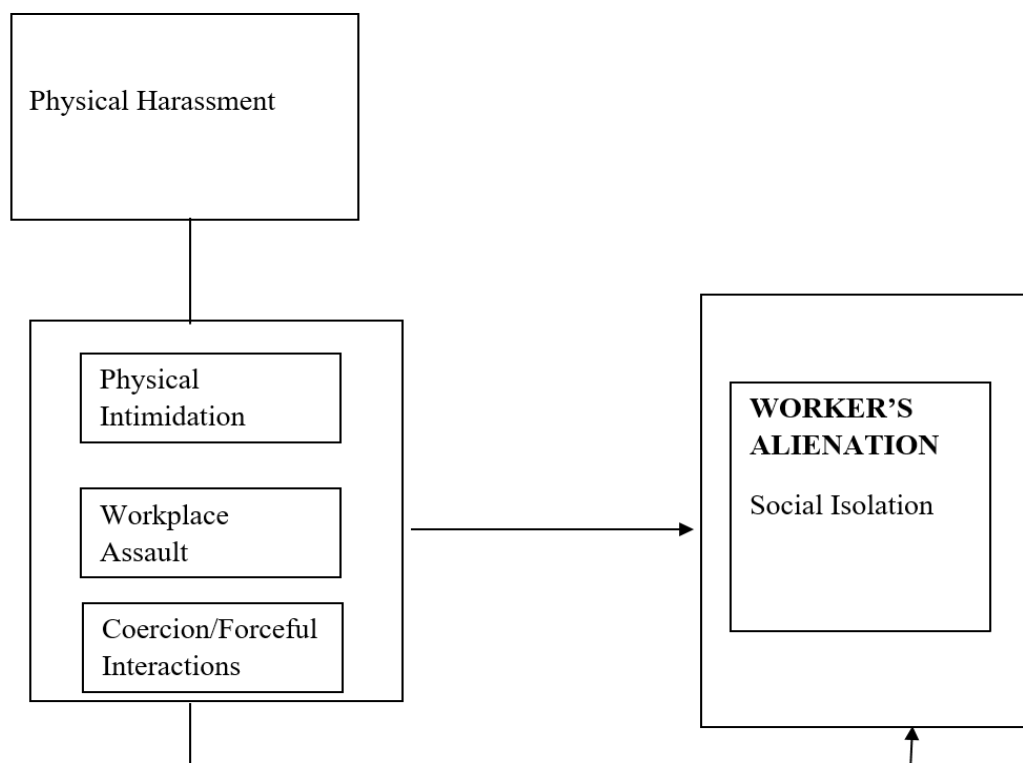 Physical Harassment
Physical
Intimidation
Workplace
Assault
Coercion/Forceful
Interactions
WORKER’S
ALIENATION
Social Isolation